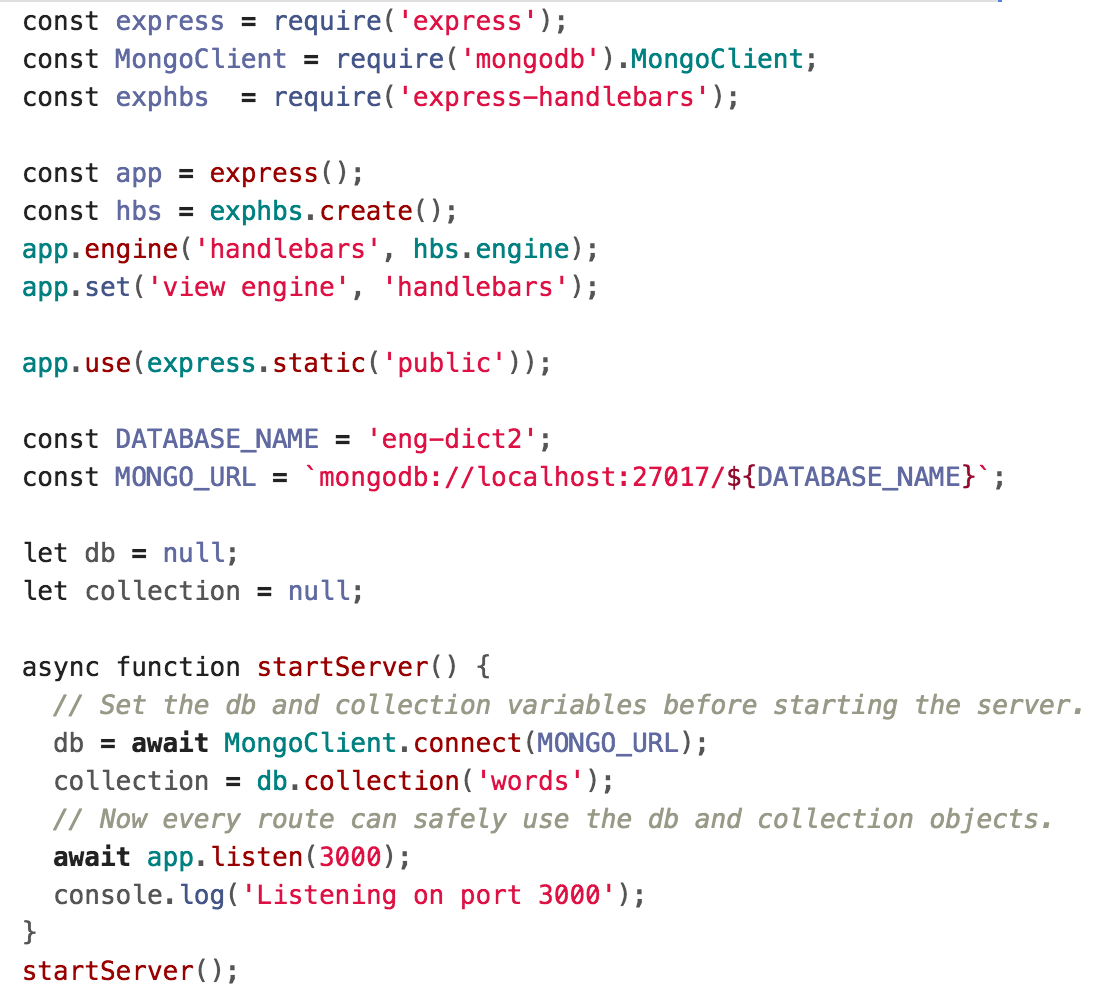 const express = require('express');
const MongoClient = require('mongodb').MongoClient;
const exphbs  = require('express-handlebars');

const app = express();
const hbs = exphbs.create();
app.engine('handlebars', hbs.engine);
app.set('view engine', 'handlebars');

app.use(express.static('public'));

const DATABASE_NAME = 'eng-dict2';
const MONGO_URL = `mongodb://localhost:27017/${DATABASE_NAME}`;

let db = null;
let collection = null;

async function startServer() {
  // Set the db and collection variables before starting the server.
  db = await MongoClient.connect(MONGO_URL);
  collection = db.collection('words');
  // Now every route can safely use the db and collection objects.
  await app.listen(3000);
  console.log('Listening on port 3000');
}
startServer();